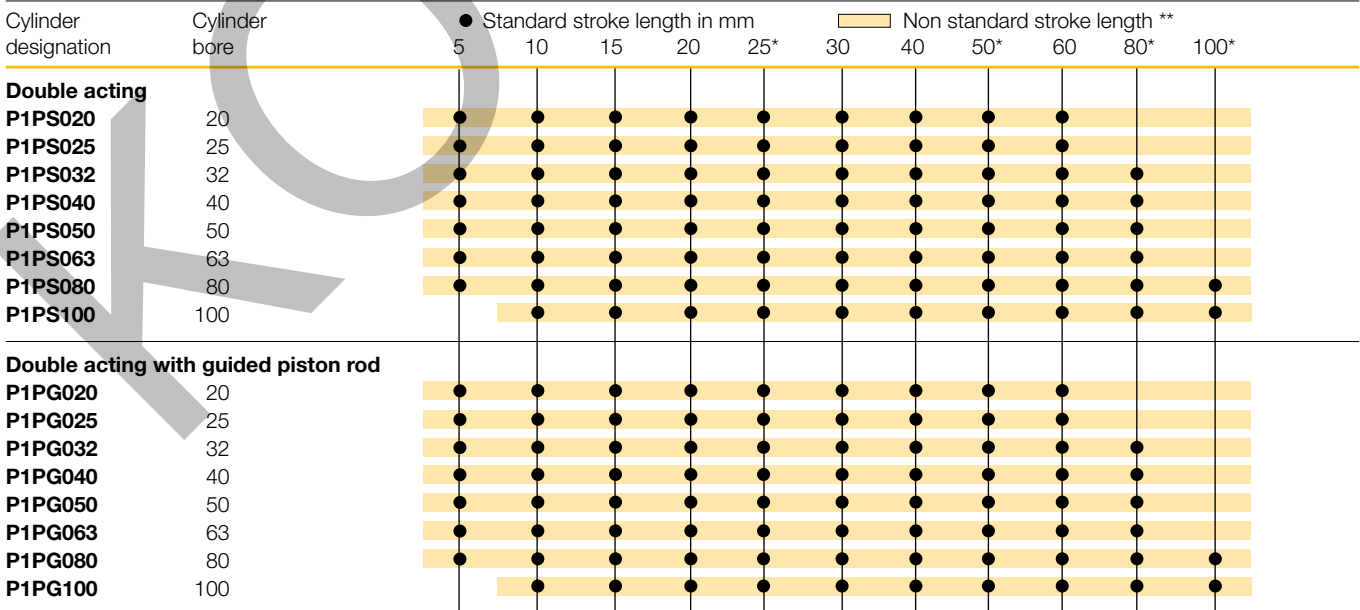 Cylinder Cylinder ● Standard stroke length in mm Non standard stroke length **
designation bore 5 10 15 20 25* 30 40 50* 60 80* 100*
Double acting
P1PS020 20
P1PS025 25
P1PS032 32
P1PS040 40
P1PS050 50
P1PS063 63
P1PS080 80
P1PS100 100
Double acting with guided piston rod
P1PG020 20
P1PG025 25
P1PG032 32
P1PG040 40
P1PG050 50
P1PG063 63
P1PG080 80
P1PG100 100
KO